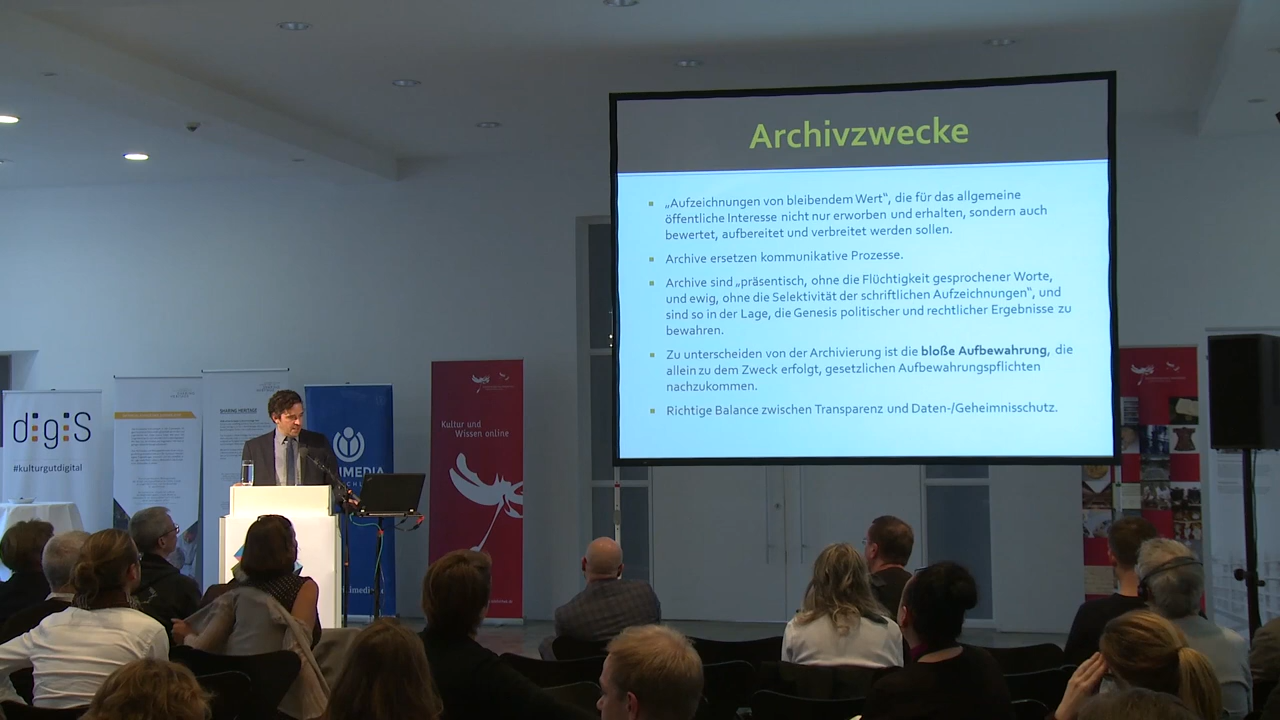 Archivzwecke
„Aufzeichnungen von bleibendem Wert“, die für das allgemeine
öffentliche Interesse nicht nur erworben und erhalten, sondern auch
bewertet, aufbereitet und verbreitet werden sollen.
Archive ersetzen kommunikative Prozesse.
Archive sind „präsentisch, ohne die Flüchtigkeit gesprochener Worte,
und ewig, ohne die Selektivität der schriftlichen Aufzeichnungen“, und
sind so in der Lage, die Genesis politischer und rechtlicher Ergebnisse zu
bewahren.
Zu unterscheiden von der Archivierung ist die bloße Aufbewahrung, die
allein zu dem Zweck erfolgt, gesetzlichen Aufbewahrungspflichten
nachzukommen.
Richtige Balance zwischen Transparenz und Daten-/Geheimnisschutz.
digiS
#kulturgutdigital
SHARING HERITAGE
IMEDIA
Kultur und
Wissen online